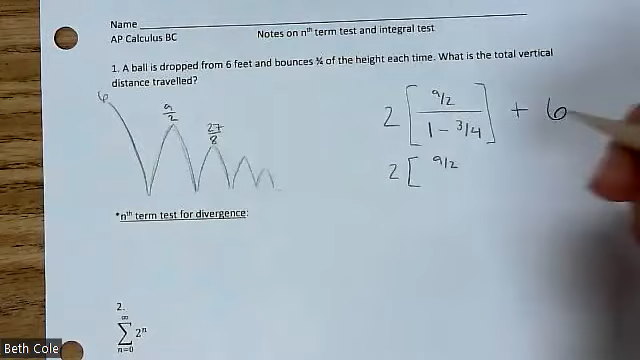 Name
AP Calculus BC
Notes on nth term test and integral test
1. A ball is dropped from 6 feet and bounces ¾ of the height each time. What is the total vertical
distance travelled?
6
9/2
27/8
2 [ 9/2 / 1 - 3/4 ] + 6
2 [ 9/2
*nth term test for divergence:
2.
∞
∑ 2ⁿ
n=0
Beth Cole